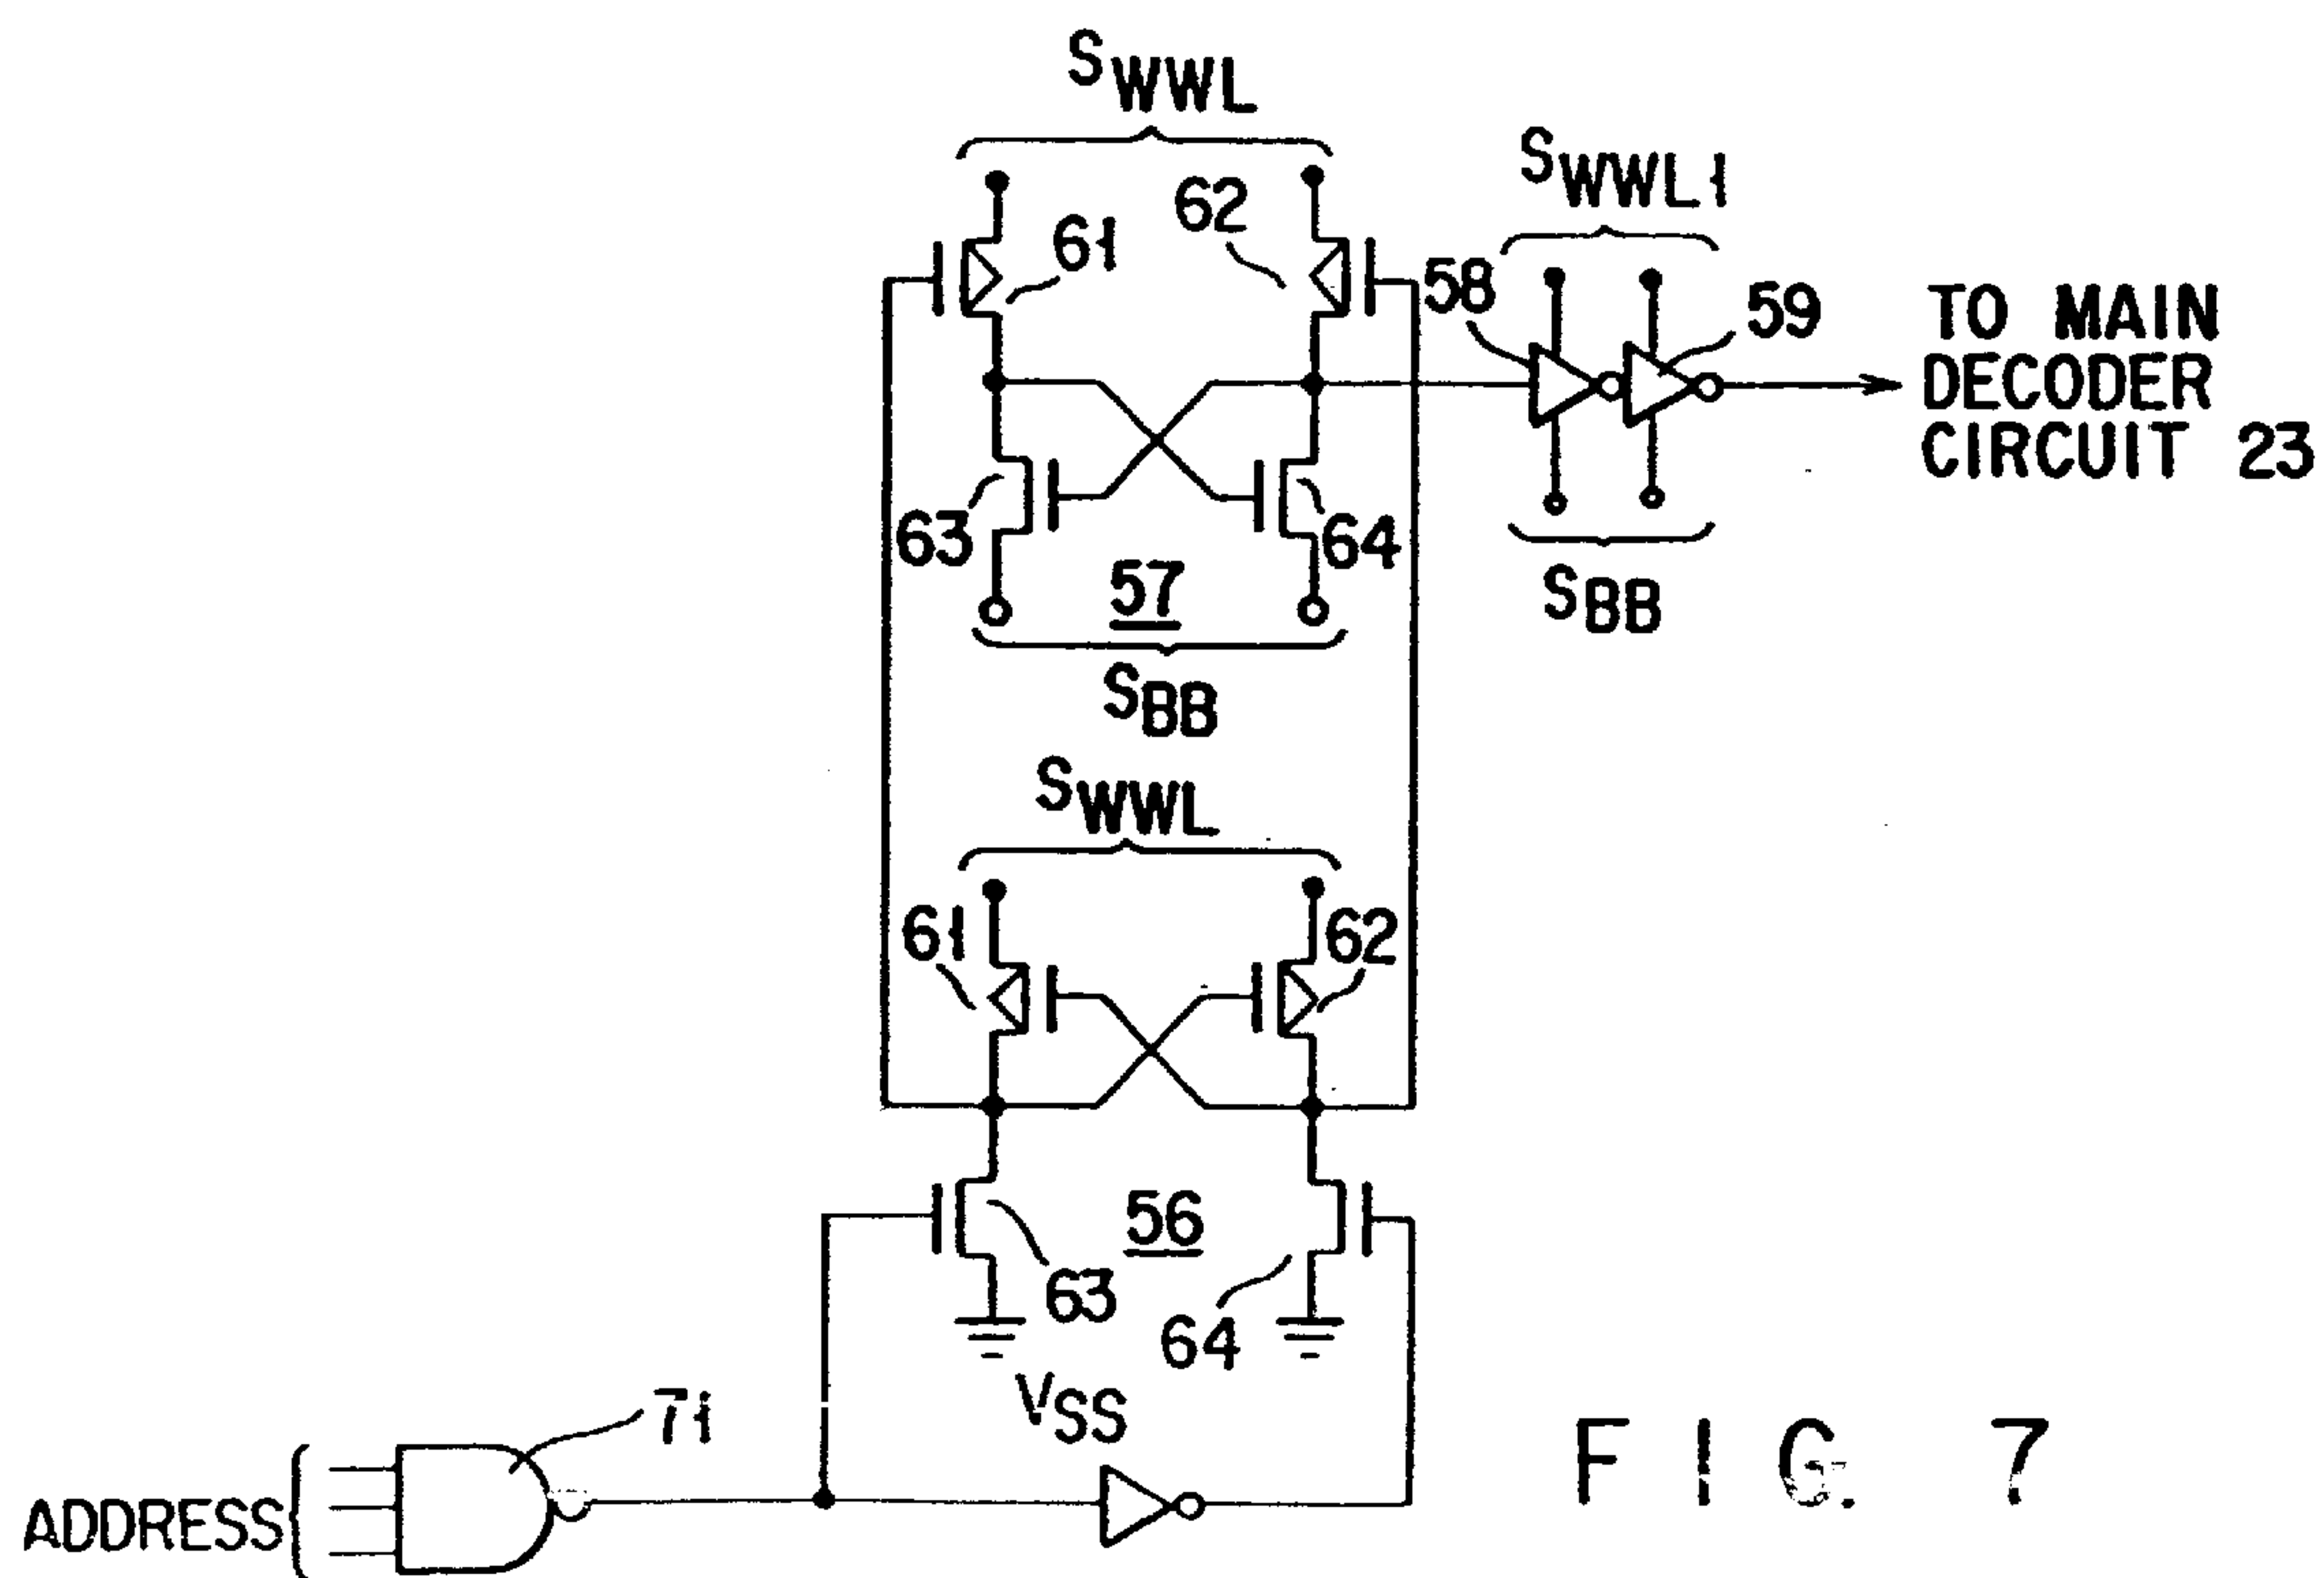 SWWL
SWWL1
62
61
58
59
TO MAIN
DECODER
CIRCUIT 23
63
64
57
SBB
SBB
SWWL
61
62
56
63
64
VSS
71
ADDRESS
FIG. 7